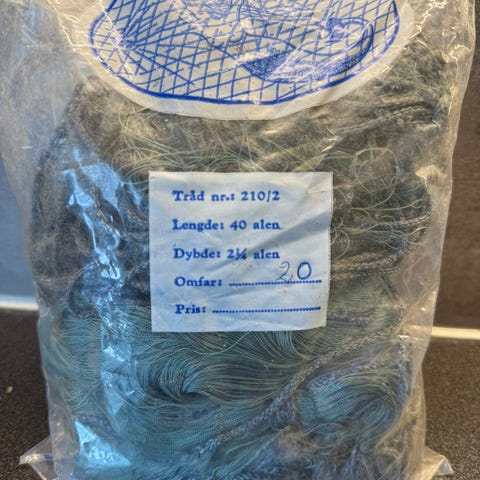 Tråd nr.: 210/2
Lengde: 40 alen
Dybde: 2¼ alen
Omfar: 20
Pris: